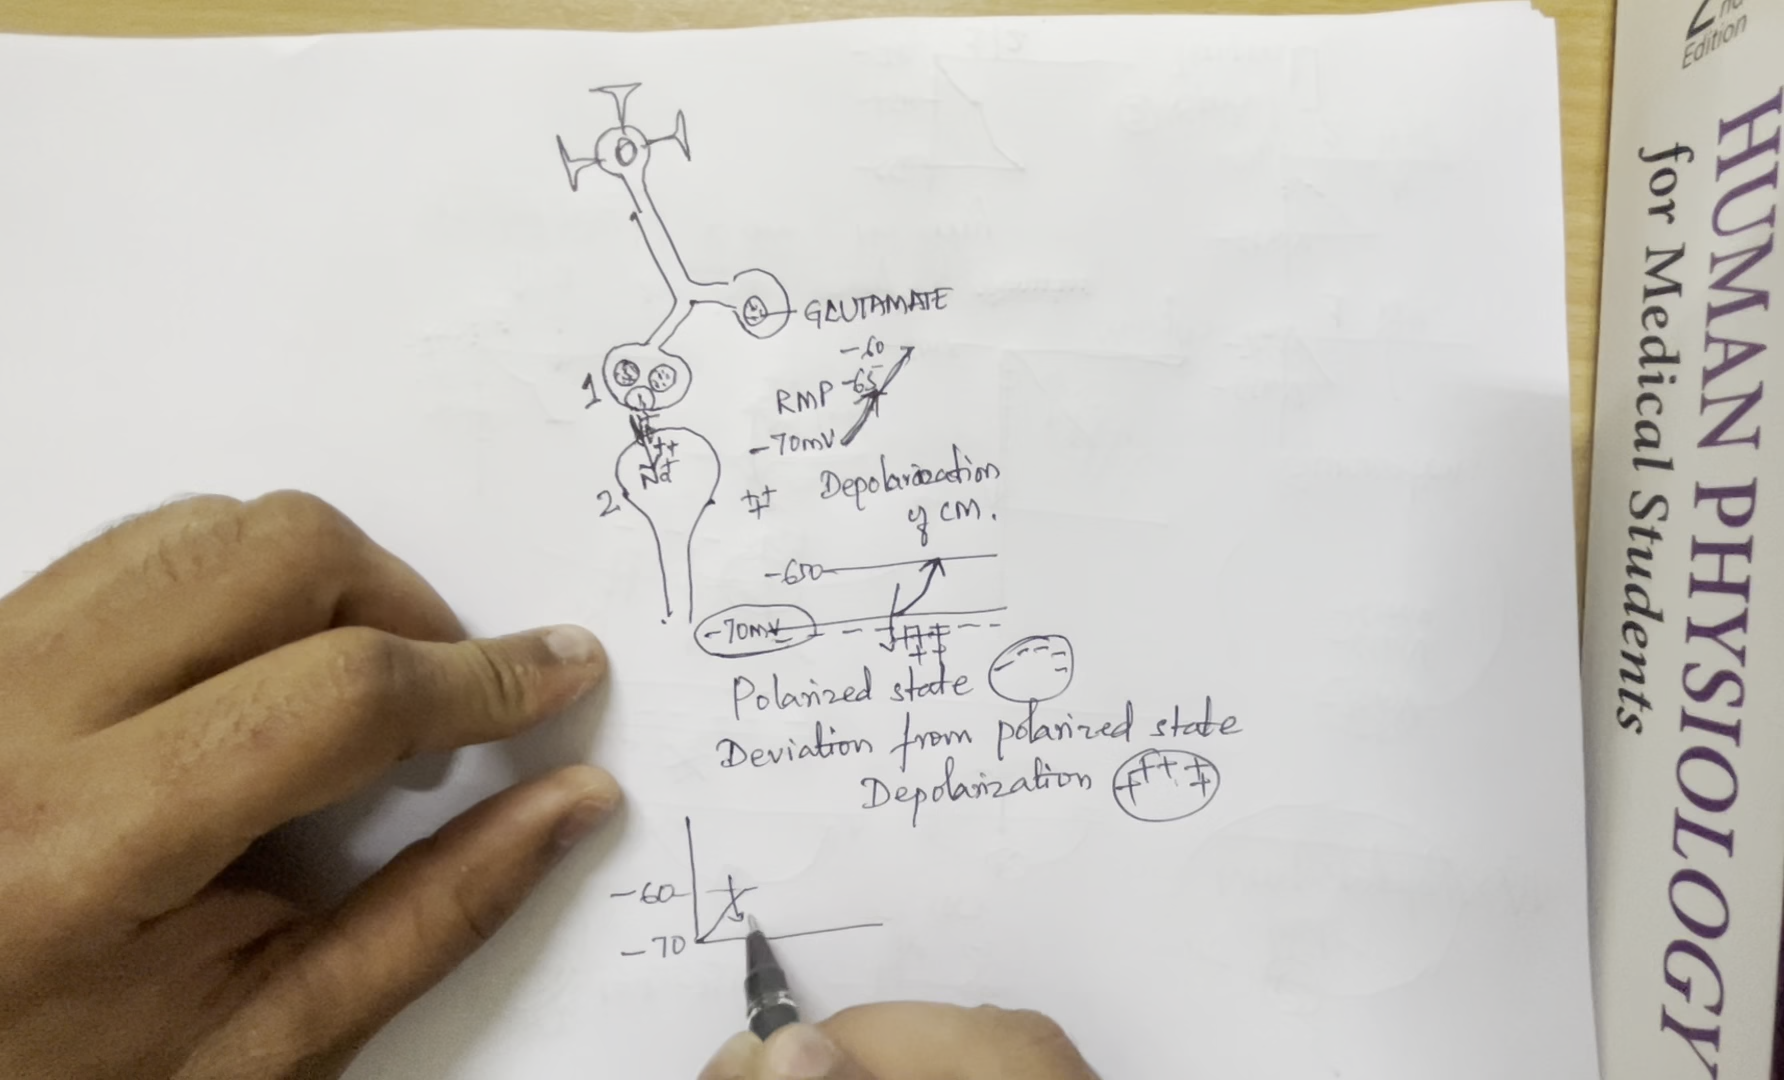 GLUTAMATE
-60
-65
RMP
-70mV
1
++
Na+
2
++
+
Depolarization
of CM.
-650
-70mV
++ +
++
Polarized state
Deviation from polarized state
Depolarization + ++ + +
-60
-70
2nd
Edition
HUMAN PHYSIOLOGY
for Medical Students